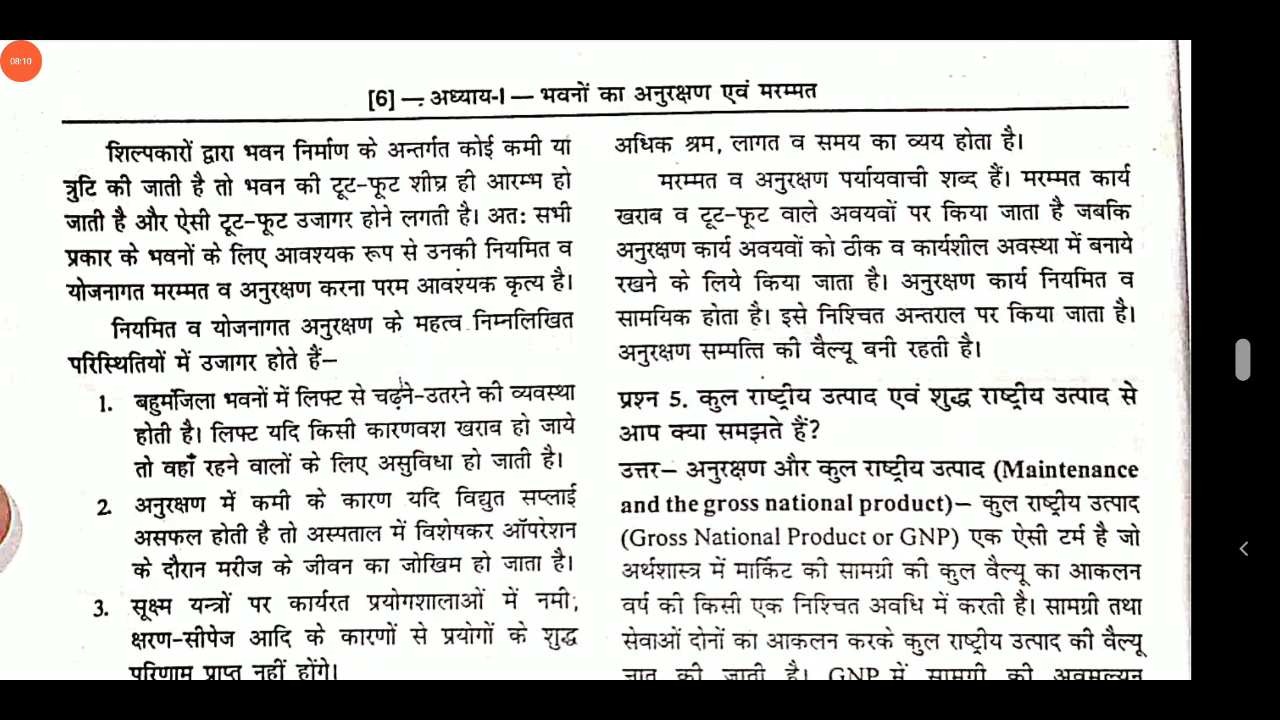 08:10
[6] — अध्याय-I — भवनों का अनुरक्षण एवं मरम्मत
शिल्पकारों द्वारा भवन निर्माण के अन्तर्गत कोई कमी या
त्रुटि की जाती है तो भवन की टूट-फूट शीघ्र ही आरम्भ हो
जाती है और ऐसी टूट-फूट उजागर होने लगती है। अतः सभी
प्रकार के भवनों के लिए आवश्यक रूप से उनकी नियमित व
योजनागत मरम्मत व अनुरक्षण करना परम आवश्यक कृत्य है।
नियमित व योजनागत अनुरक्षण के महत्व निम्नलिखित
परिस्थितियों में उजागर होते हैं–
1. बहुमंजिला भवनों में लिफ्ट से चढ़ने-उतरने की व्यवस्था
होती है। लिफ्ट यदि किसी कारणवश खराब हो जाये
तो वहाँ रहने वालों के लिए असुविधा हो जाती है।
2. अनुरक्षण में कमी के कारण यदि विद्युत सप्लाई
असफल होती है तो अस्पताल में विशेषकर ऑपरेशन
के दौरान मरीज के जीवन का जोखिम हो जाता है।
3. सूक्ष्म यन्त्रों पर कार्यरत प्रयोगशालाओं में नमी,
क्षरण-सीपेज आदि के कारणों से प्रयोगों के शुद्ध
परिणाम प्राप्त नहीं होंगे।
अधिक श्रम, लागत व समय का व्यय होता है।
मरम्मत व अनुरक्षण पर्यायवाची शब्द हैं। मरम्मत कार्य
खराब व टूट-फूट वाले अवयवों पर किया जाता है जबकि
अनुरक्षण कार्य अवयवों को ठीक व कार्यशील अवस्था में बनाये
रखने के लिये किया जाता है। अनुरक्षण कार्य नियमित व
सामयिक होता है। इसे निश्चित अन्तराल पर किया जाता है।
अनुरक्षण सम्पत्ति की वैल्यू बनी रहती है।
प्रश्न 5. कुल राष्ट्रीय उत्पाद एवं शुद्ध राष्ट्रीय उत्पाद से
आप क्या समझते हैं?
उत्तर– अनुरक्षण और कुल राष्ट्रीय उत्पाद (Maintenance
and the gross national product)– कुल राष्ट्रीय उत्पाद
(Gross National Product or GNP) एक ऐसी टर्म है जो
अर्थशास्त्र में मार्किट की सामग्री की कुल वैल्यू का आकलन
वर्ष की किसी एक निश्चित अवधि में करती है। सामग्री तथा
सेवाओं दोनों का आकलन करके कुल राष्ट्रीय उत्पाद की वैल्यू
ज्ञात की जाती है। GNP में सामग्री की अवमूल्यन